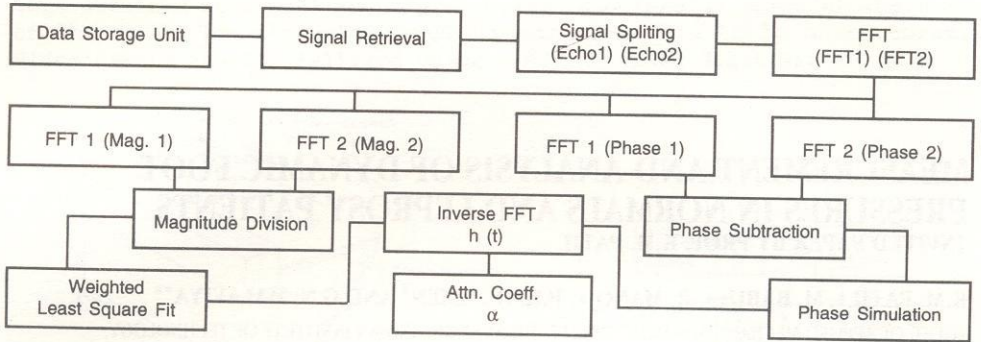 Data Storage Unit
Signal Retrieval
Signal Spliting
(Echo1) (Echo2)
FFT
(FFT1) (FFT2)
FFT 1 (Mag. 1)
FFT 2 (Mag. 2)
FFT 1 (Phase 1)
FFT 2 (Phase 2)
Magnitude Division
Inverse FFT
h (t)
Phase Subtraction
Weighted
Least Square Fit
Attn. Coeff.
α
Phase Simulation